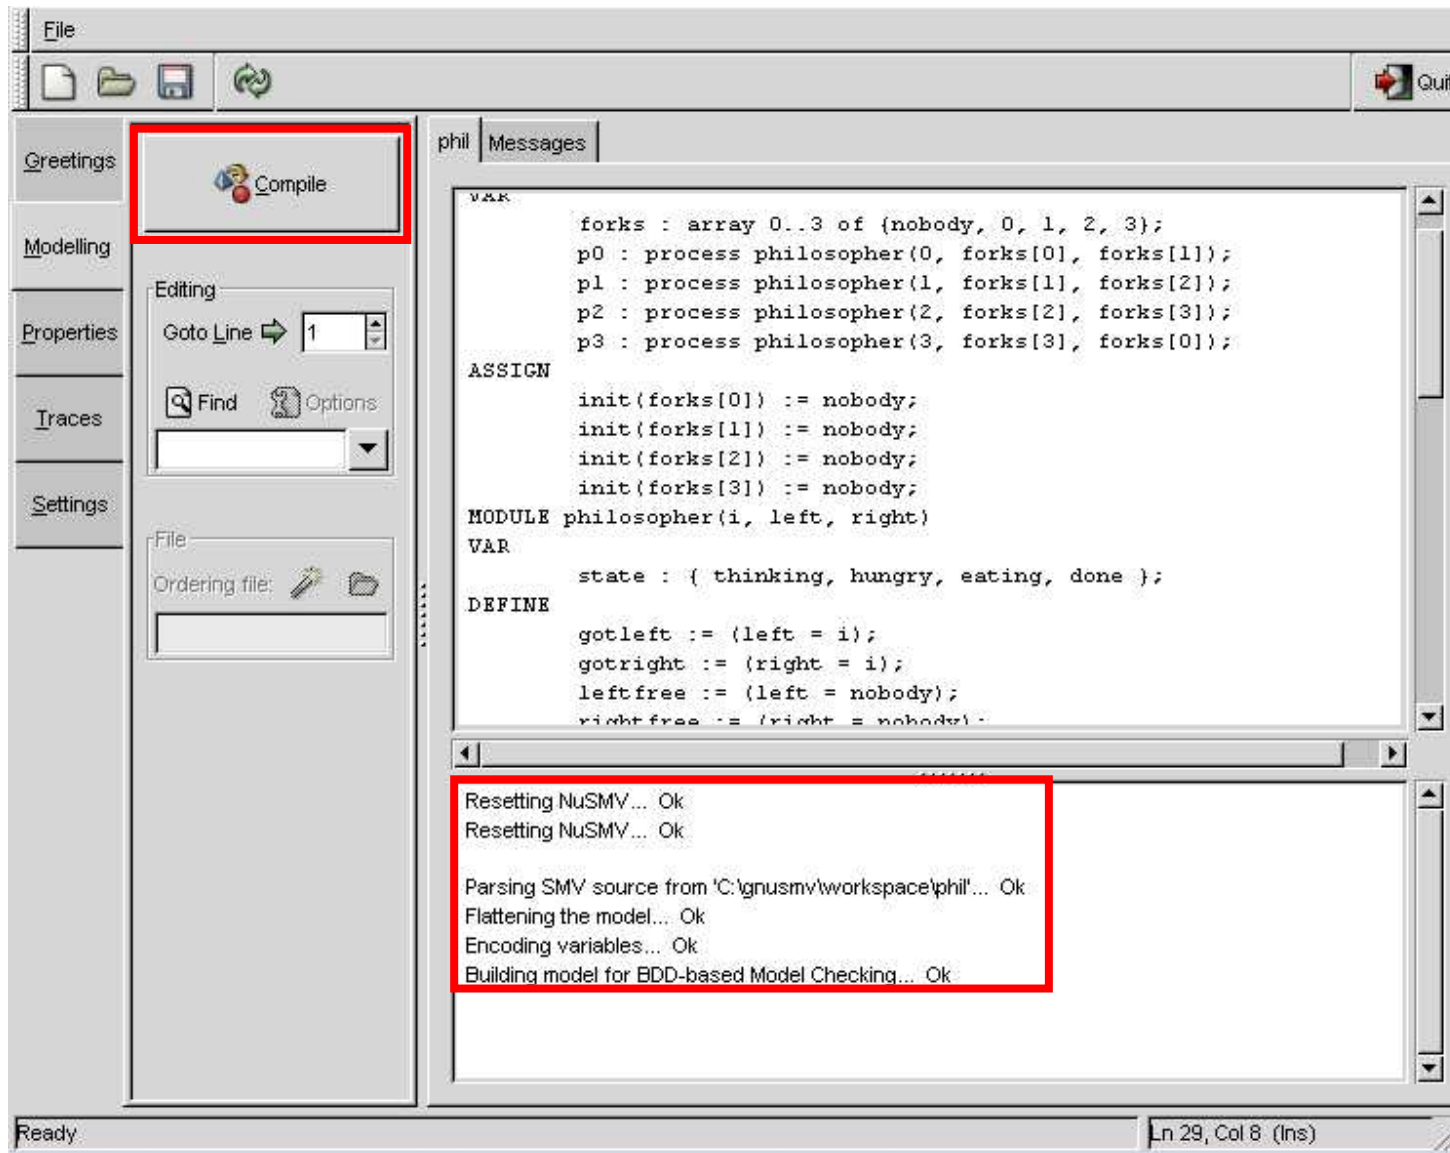 File
Quit
Greetings
Modelling
Properties
Traces
Settings
Compile
Editing
Goto Line 1
Find Options
File
Ordering file:
phil Messages
VAR
forks : array 0..3 of {nobody, 0, 1, 2, 3};
p0 : process philosopher(0, forks[0], forks[1]);
p1 : process philosopher(1, forks[1], forks[2]);
p2 : process philosopher(2, forks[2], forks[3]);
p3 : process philosopher(3, forks[3], forks[0]);
ASSIGN
init(forks[0]) := nobody;
init(forks[1]) := nobody;
init(forks[2]) := nobody;
init(forks[3]) := nobody;
MODULE philosopher(i, left, right)
VAR
state : { thinking, hungry, eating, done };
DEFINE
gotleft := (left = i);
gotright := (right = i);
leftfree := (left = nobody);
rightfree := (right = nobody);
Resetting NuSMV... Ok
Resetting NuSMV... Ok
Parsing SMV source from 'C:\gnusmv\workspace\phil'... Ok
Flattening the model... Ok
Encoding variables... Ok
Building model for BDD-based Model Checking... Ok
Ready
Ln 29, Col 8 (Ins)